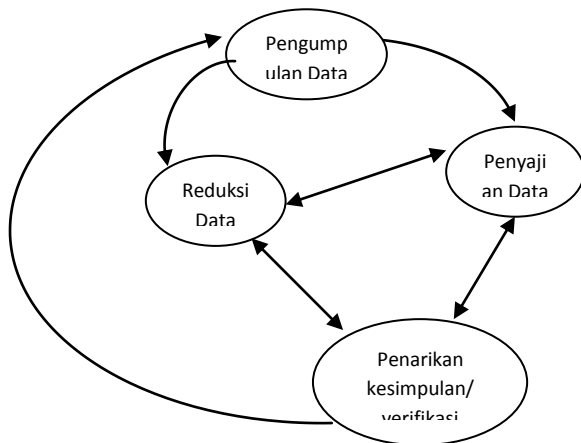 Pengump
ulan Data
Penyaji
an Data
Reduksi
Data
Penarikan
kesimpulan/
verifikasi